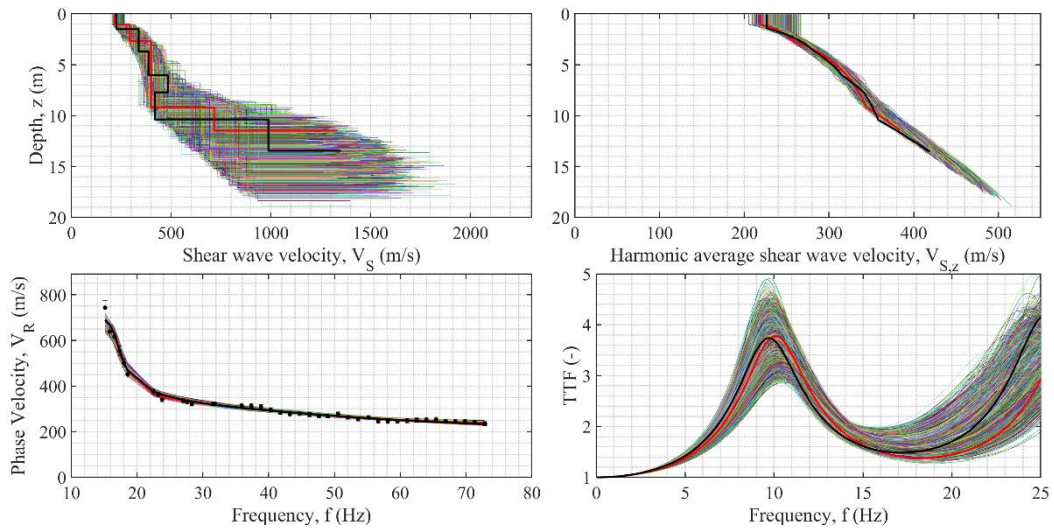 0
5
10
15
20
Depth, z (m)
0 500 1000 1500 2000
Shear wave velocity, V_S (m/s)
0
5
10
15
20
0 100 200 300 400 500
Harmonic average shear wave velocity, V_{S,z} (m/s)
800
600
400
200
0
Phase Velocity, V_R (m/s)
10 20 30 40 50 60 70 80
Frequency, f (Hz)
5
4
3
2
1
TTF (-)
0 5 10 15 20 25
Frequency, f (Hz)